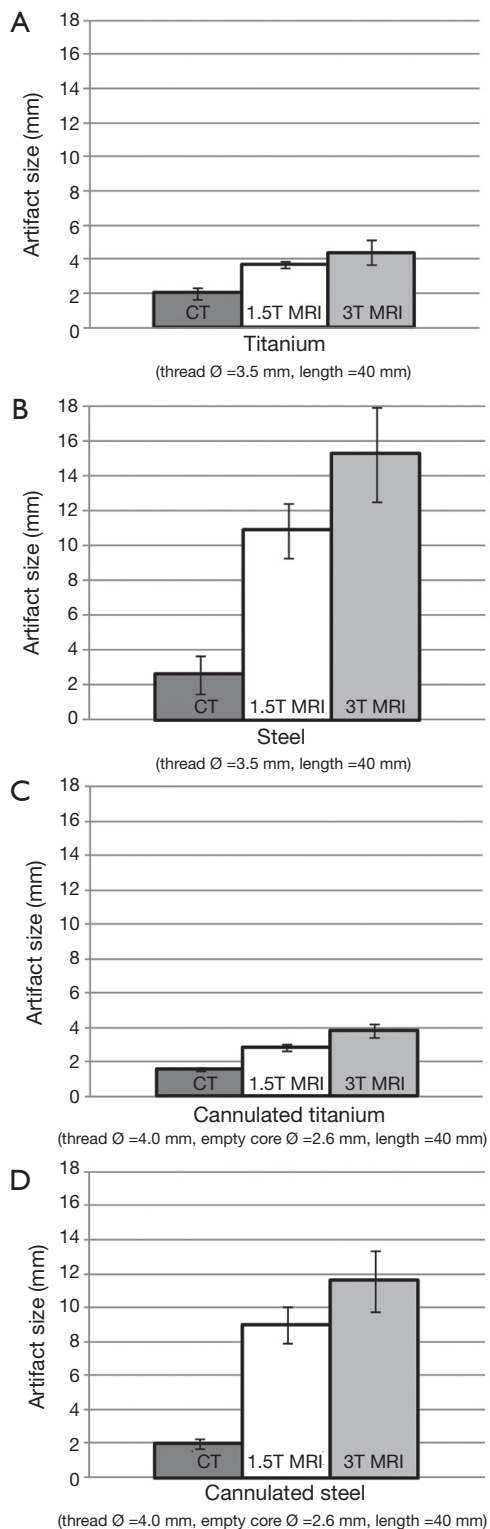 A
18
16
14
12
10
8
6
4
2
0
Artifact size (mm)
CT
1.5T MRI
3T MRI
Titanium
(thread Ø =3.5 mm, length =40 mm)
B
18
16
14
12
10
8
6
4
2
0
Artifact size (mm)
CT
1.5T MRI
3T MRI
Steel
(thread Ø =3.5 mm, length =40 mm)
C
18
16
14
12
10
8
6
4
2
0
Artifact size (mm)
CT
1.5T MRI
3T MRI
Cannulated titanium
(thread Ø =4.0 mm, empty core Ø =2.6 mm, length =40 mm)
D
18
16
14
12
10
8
6
4
2
0
Artifact size (mm)
CT
1.5T MRI
3T MRI
Cannulated steel
(thread Ø =4.0 mm, empty core Ø =2.6 mm, length =40 mm)